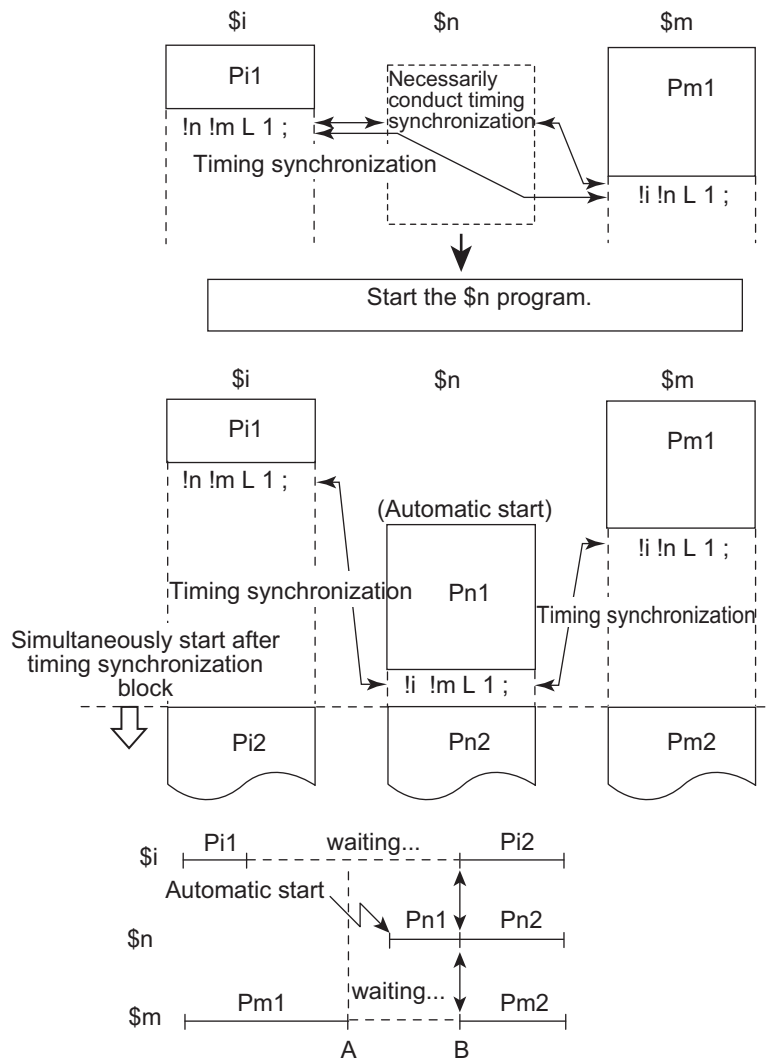 $i $n $m
Pi1
Pm1
Necessarily
conduct timing
synchronization
!n !m L 1 ;
Timing synchronization
!i !n L 1 ;
Start the $n program.
$i $n $m
Pi1
Pm1
!n !m L 1 ;
(Automatic start)
!i !n L 1 ;
Timing synchronization
Pn1
Timing synchronization
Simultaneously start after
timing synchronization
block
!i !m L 1 ;
Pi2 Pn2 Pm2
$i Pi1 waiting... Pi2
Automatic start
$n Pn1 Pn2
waiting...
$m Pm1 Pm2
A B